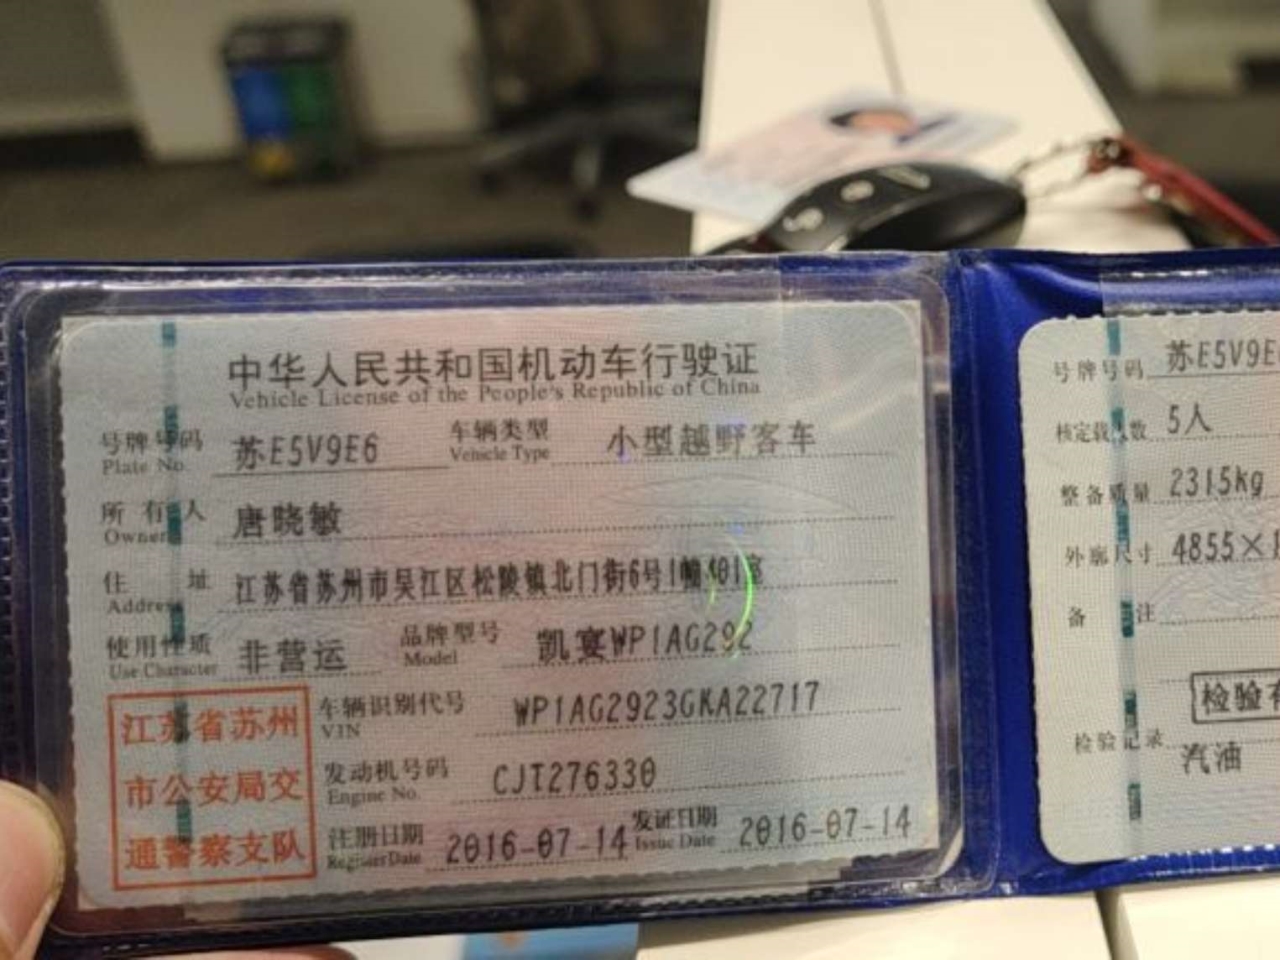 中华人民共和国机动车行驶证
Vehicle License of the People's Republic of China
号牌号码 苏E5V9E6 车辆类型 小型越野客车
Plate No. Vehicle Type
所有人 唐晓敏
Owner
住址 江苏省苏州市吴江区松陵镇北门街6号1幢401室
Address
使用性质 非营运 品牌型号 凯宴WP1AG292
Use Character Model
车辆识别代号 WP1AG2923GKA22717
VIN
发动机号码 CJT276330
Engine No.
注册日期 2016-07-14 发证日期 2016-07-14
Register Date Issue Date
江苏省苏州
市公安局交
通警察支队
号牌号码 苏E5V9E
核定载人数 5人
整备质量 2315kg
外廓尺寸 4855×1
备注
检验有
检验记录
汽油